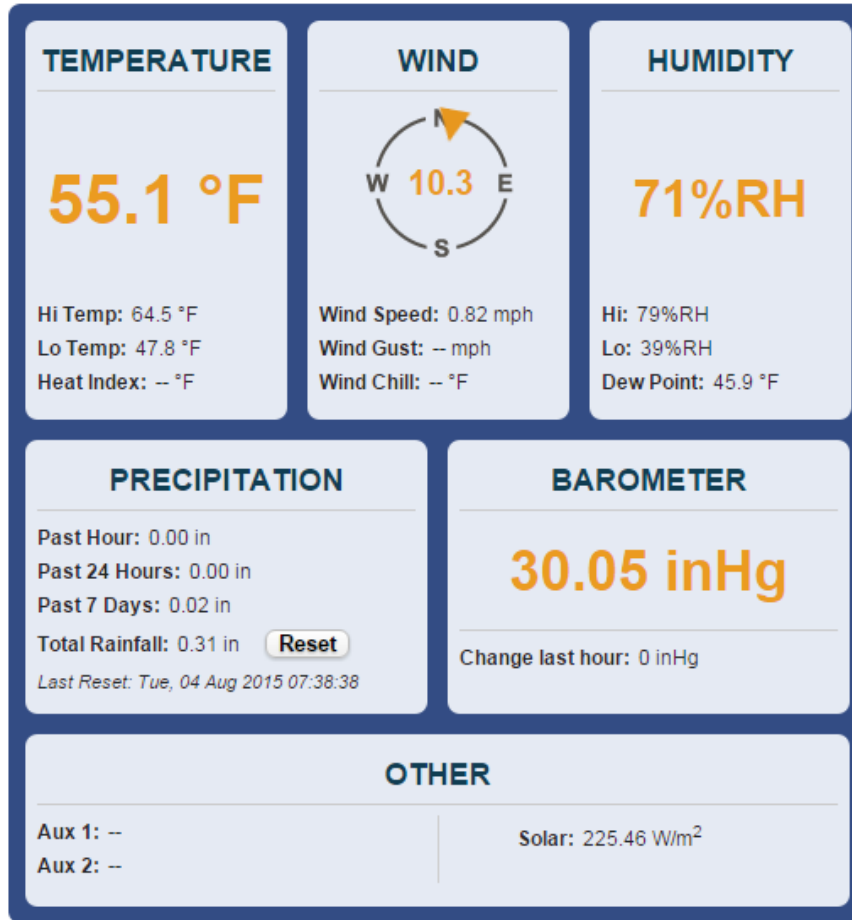 TEMPERATURE
55.1 °F
Hi Temp: 64.5 °F
Lo Temp: 47.8 °F
Heat Index: -- °F
WIND
N
W 10.3 E
S
Wind Speed: 0.82 mph
Wind Gust: -- mph
Wind Chill: -- °F
HUMIDITY
71%RH
Hi: 79%RH
Lo: 39%RH
Dew Point: 45.9 °F
PRECIPITATION
Past Hour: 0.00 in
Past 24 Hours: 0.00 in
Past 7 Days: 0.02 in
Total Rainfall: 0.31 in Reset
Last Reset: Tue, 04 Aug 2015 07:38:38
BAROMETER
30.05 inHg
Change last hour: 0 inHg
OTHER
Aux 1: --
Aux 2: --
Solar: 225.46 W/m²